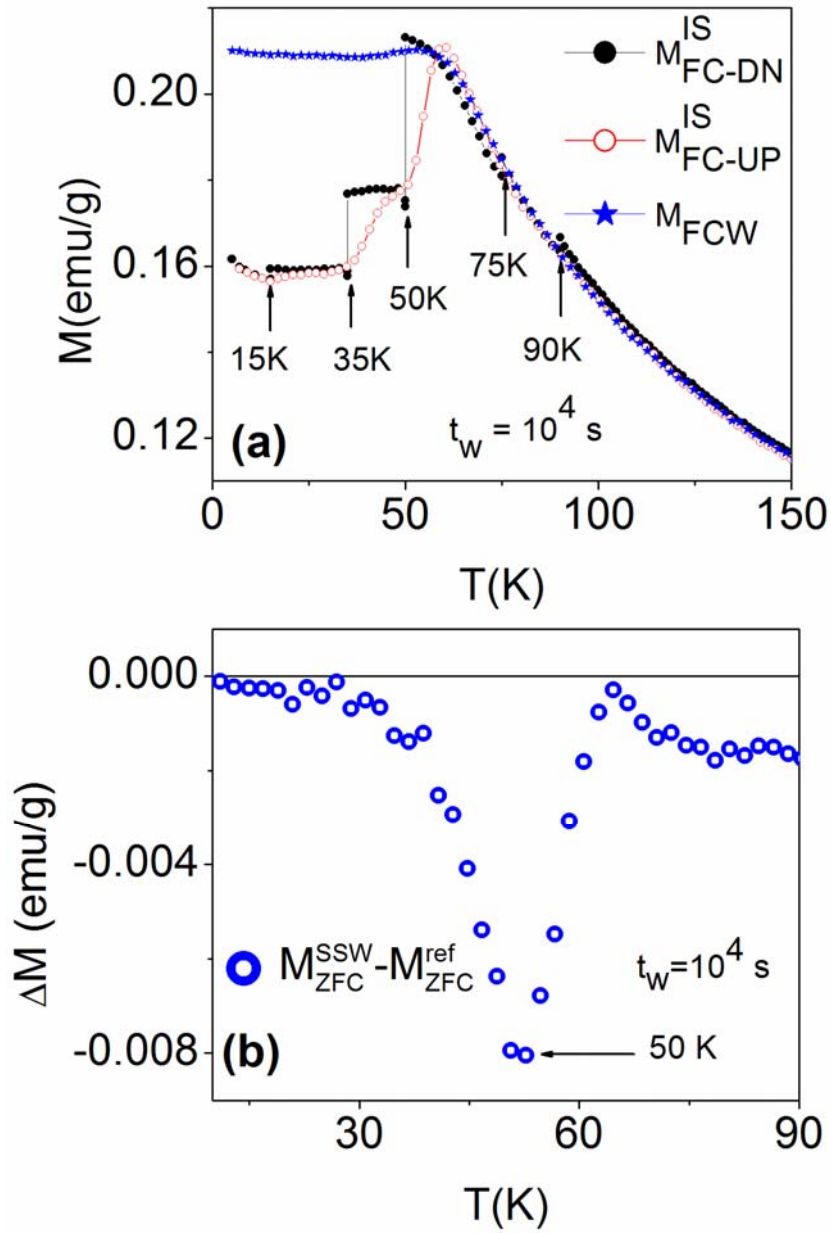 M(emu/g)
0.20
0.16
0.12
M^IS_FC-DN
M^IS_FC-UP
M_FCW
15K
35K
50K
75K
90K
(a)
t_w = 10^4 s
0 50 100 150
T(K)
ΔM (emu/g)
0.000
-0.004
-0.008
M^SSW_ZFC-M^ref_ZFC
t_w=10^4 s
(b)
50 K
30 60 90
T(K)